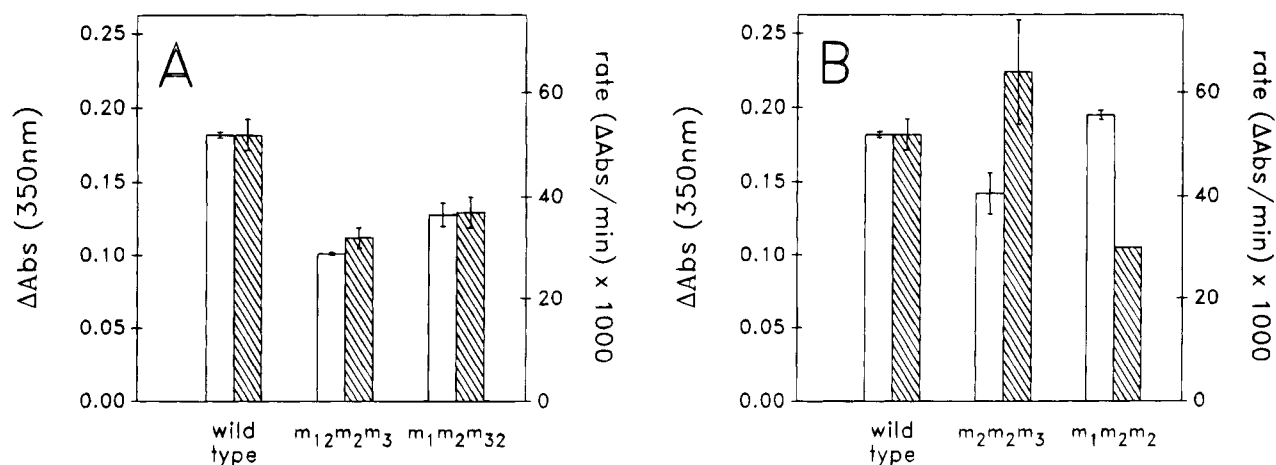 A
ΔAbs (350nm)
0.25
0.20
0.15
0.10
0.05
0.00
rate (ΔAbs/min) x 1000
60
40
20
0
wild type
m₁₂m₂m₃
m₁m₂m₃₂
B
ΔAbs (350nm)
0.25
0.20
0.15
0.10
0.05
0.00
rate (ΔAbs/min) x 1000
60
40
20
0
wild type
m₂m₂m₃
m₁m₂m₂